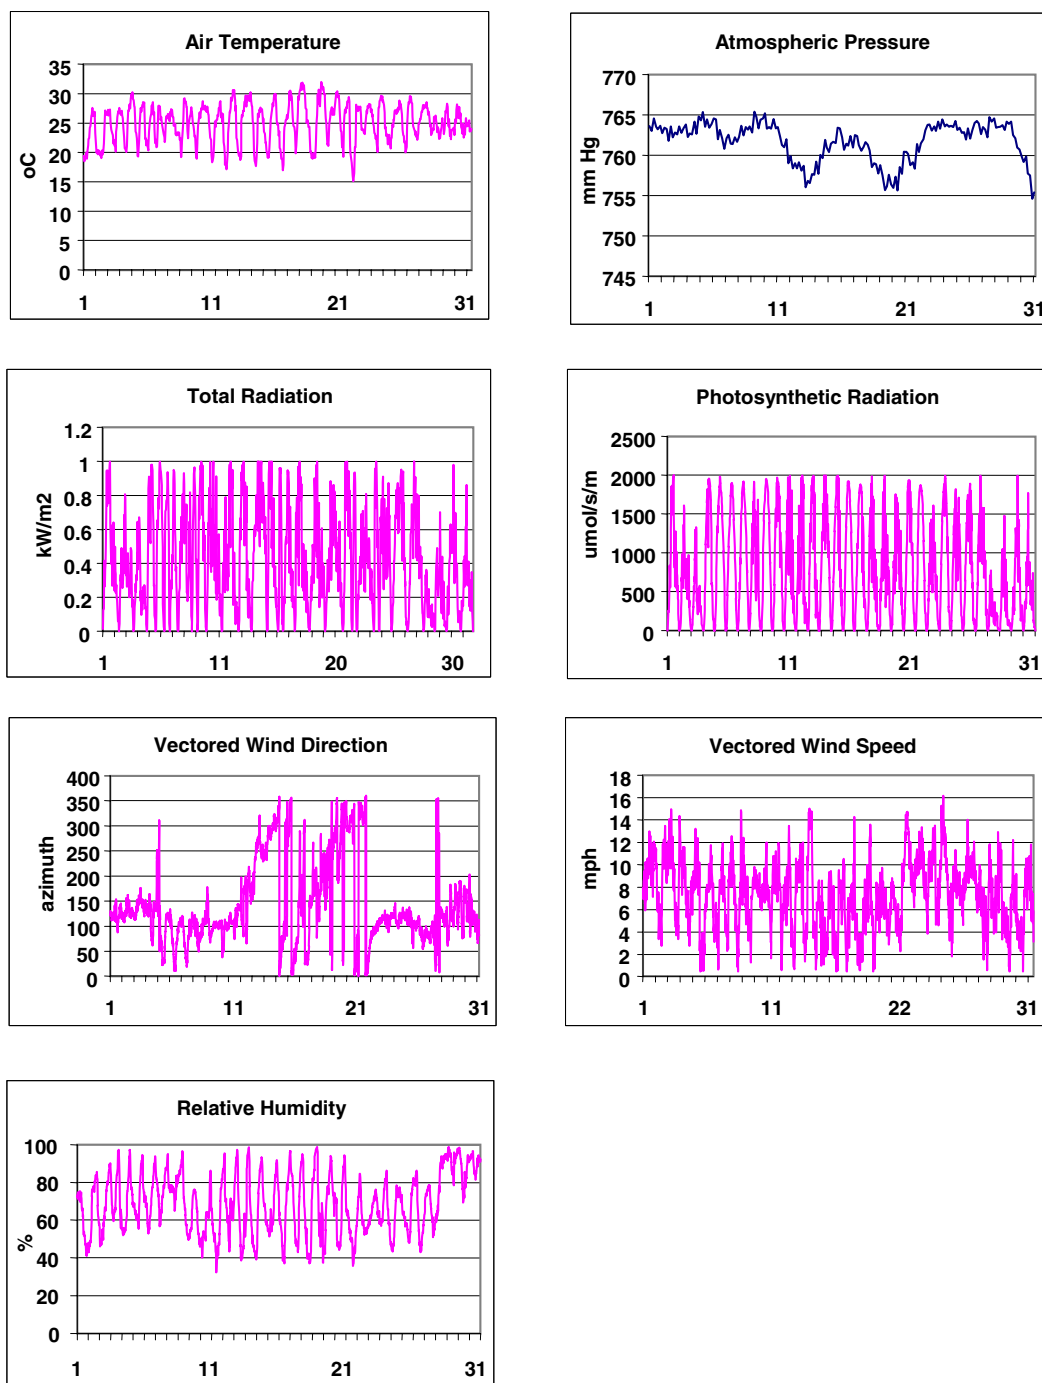 Air Temperature
35
30
25
20
15
10
5
0
oC
1 11 21 31
Atmospheric Pressure
770
765
760
755
750
745
mm Hg
1 11 21 31
Total Radiation
1.2
1
0.8
0.6
0.4
0.2
0
kW/m2
1 11 20 30
Photosynthetic Radiation
2500
2000
1500
1000
500
0
umol/s/m
1 11 21 31
Vectored Wind Direction
400
350
300
250
200
150
100
50
0
azimuth
1 11 21 31
Vectored Wind Speed
18
16
14
12
10
8
6
4
2
0
mph
1 11 22 31
Relative Humidity
100
80
60
40
20
0
%
1 11 21 31